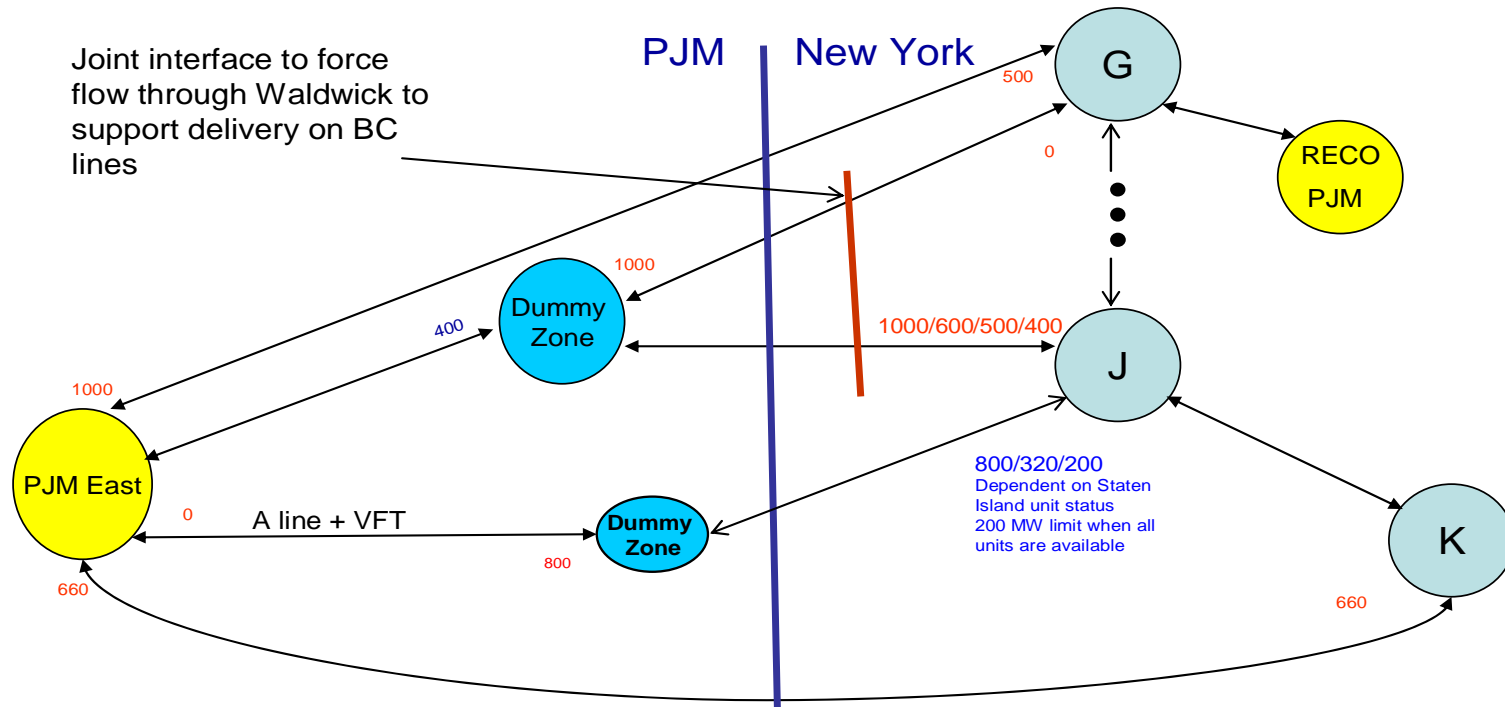 PJM
New York
Joint interface to force
flow through Waldwick to
support delivery on BC
lines
G
500
0
RECO
PJM
1000
Dummy
Zone
400
1000/600/500/400
J
1000
PJM East
0
A line + VFT
800
Dummy
Zone
800/320/200
Dependent on Staten
Island unit status
200 MW limit when all
units are available
K
660
660